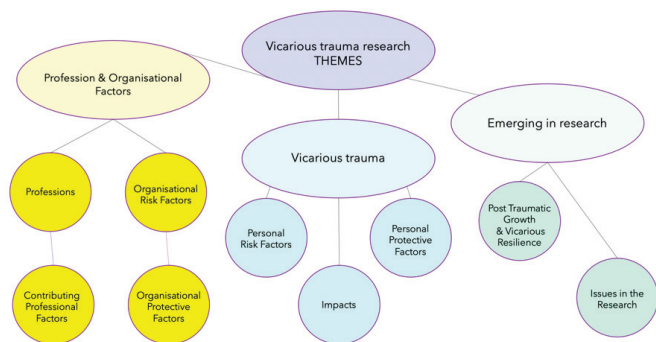 Vicarious trauma research
THEMES
Profession & Organisational
Factors
Emerging in research
Vicarious trauma
Professions
Organisational
Risk Factors
Post Traumatic
Growth
& Vicarious
Resilience
Personal
Risk Factors
Personal
Protective
Factors
Contributing
Professional
Factors
Organisational
Protective
Factors
Impacts
Issues in the
Research